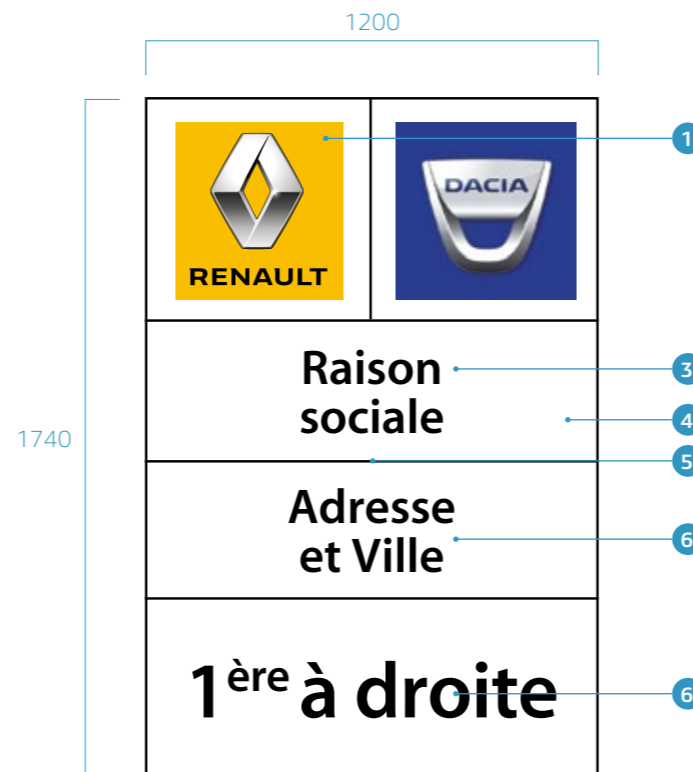 1200
1
RENAULT
DACIA
Raison
sociale
3
4
1740
5
Adresse
et Ville
6
1ère à droite
6